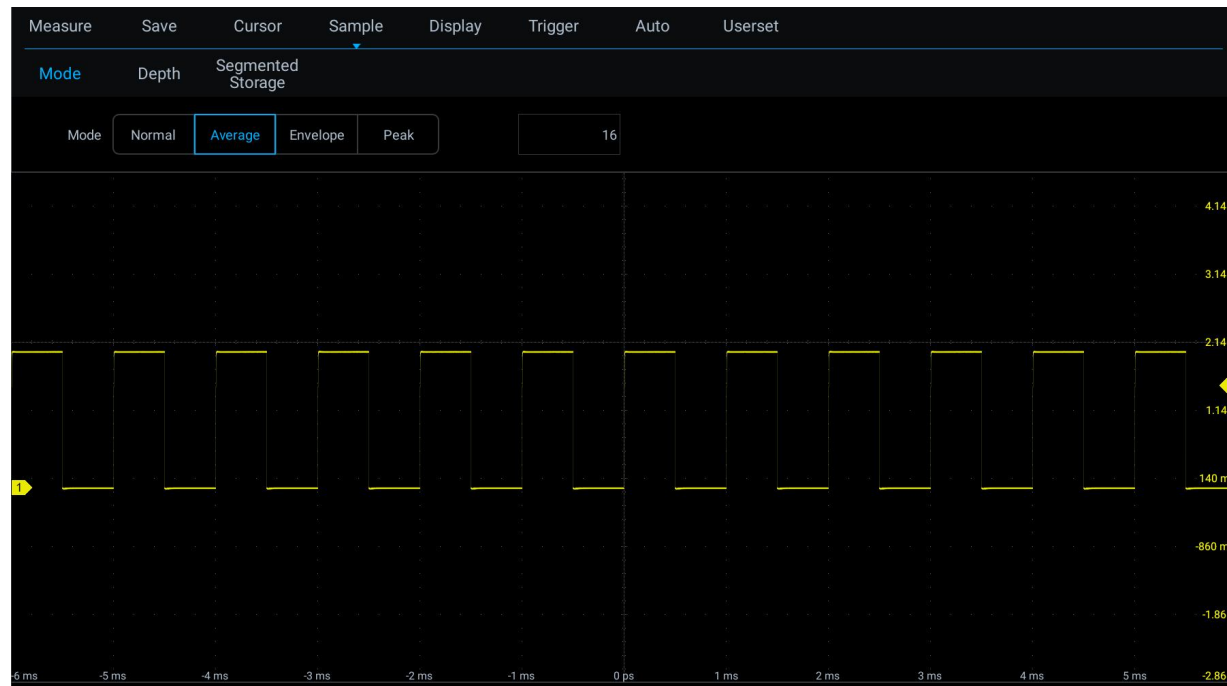 Measure Save Cursor Sample Display Trigger Auto Userset
Mode Depth Segmented
Storage
Mode Normal Average Envelope Peak 16
4.14
3.14
2.14
1.14
1
140 m
-860 m
-1.86
-2.86
-6 ms -5 ms -4 ms -3 ms -2 ms -1 ms 0 ps 1 ms 2 ms 3 ms 4 ms 5 ms